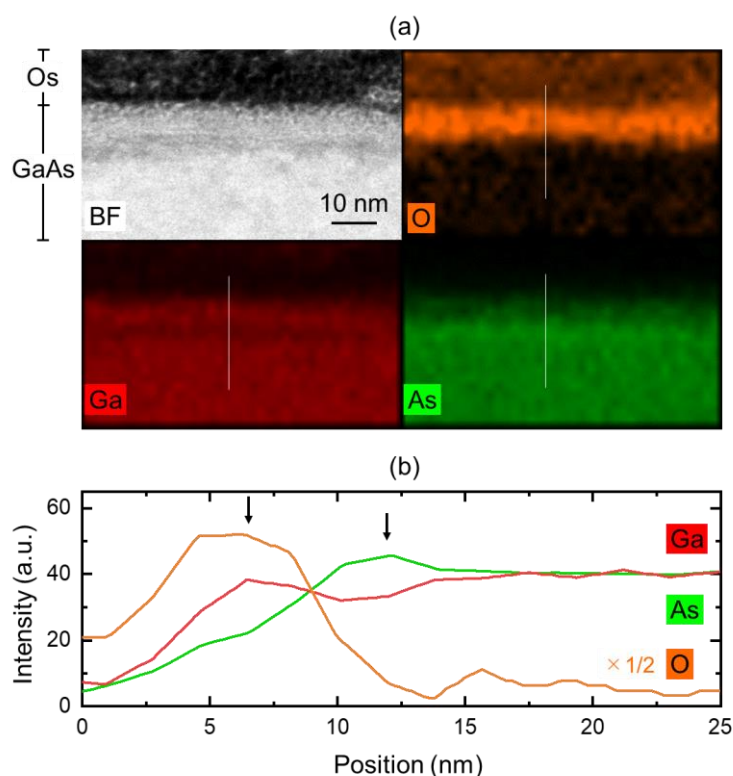 (a)
Os
GaAs
BF
10 nm
O
Ga
As
(b)
Intensity (a.u.)
60
40
20
0
Ga
As
× 1/2 O
0 5 10 15 20 25
Position (nm)